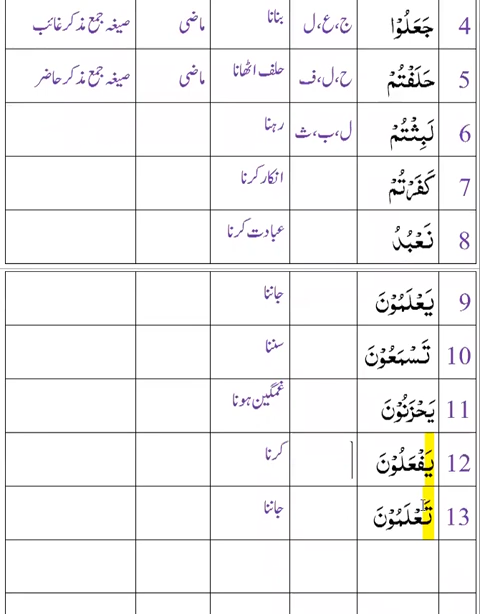 4 جَعَلُوْا ج،ع،ل بنانا ماضی صیغہ جمع مذکر غائب
5 حَلَفْتُمْ ح،ل،ف حلف اٹھانا ماضی صیغہ جمع مذکر حاضر
6 لَبِثْتُمْ ل،ب،ث رہنا
7 كَفَرْتُمْ انکار کرنا
8 نَعْبُدُ عبادت کرنا
9 يَعْلَمُوْنَ جاننا
10 تَسْمَعُوْنَ سننا
11 يَحْزَنُوْنَ غمگین ہونا
12 يَفْعَلُوْنَ کرنا
13 تَعْلَمُوْنَ جاننا